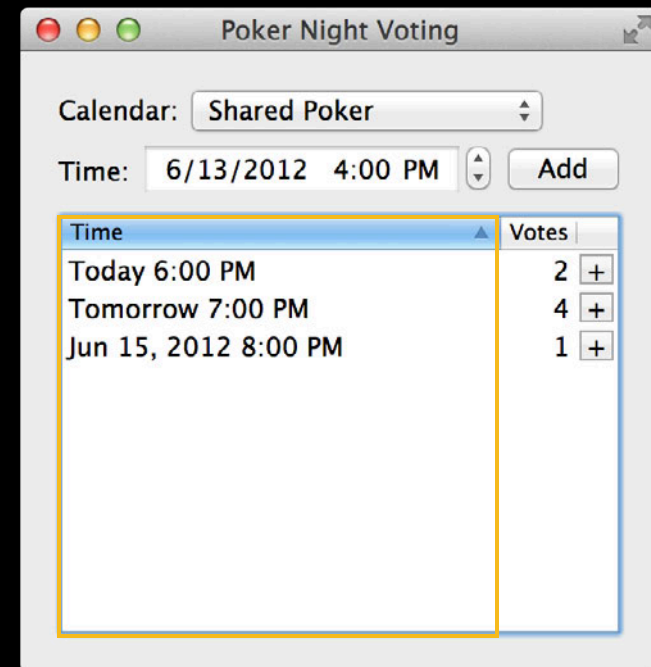 Poker Night Voting
Calendar: Shared Poker
Time: 6/13/2012 4:00 PM Add
Time Votes
Today 6:00 PM 2 +
Tomorrow 7:00 PM 4 +
Jun 15, 2012 8:00 PM 1 +